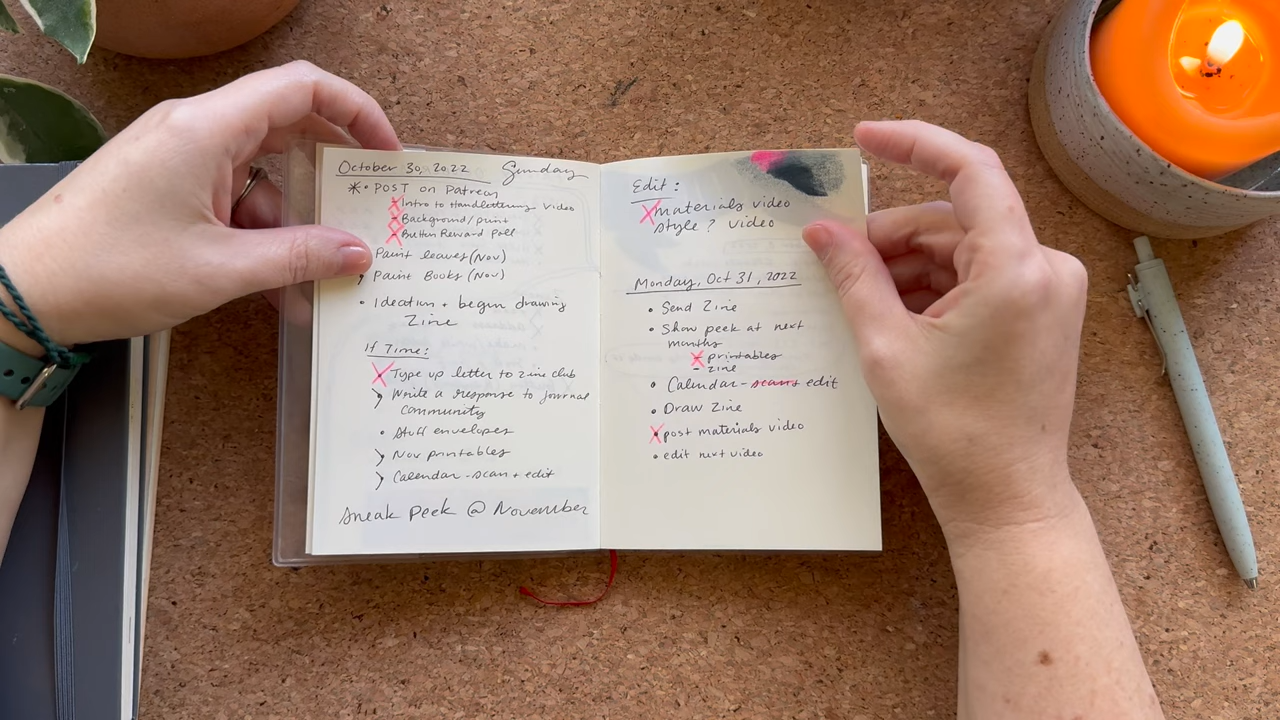 October 30, 2022 Sunday
* • POST on Patreon
Intro to Handlettering Video
Background/print
Button Reward Poll
Paint leaves (Nov)
Paint Books (Nov)
• Ideation + begin drawing
Zine
If Time:
Type up letter to zine club
Write a response to journal
community
• Stuff envelopes
Nov printables
Calendar - scan + edit
Sneak Peek @ November
Edit:
materials video
style? video
Monday, Oct 31, 2022
• Send Zine
• Show peek at next
months
printables
- zine
• Calendar - scan + edit
• Draw Zine
• post materials video
• edit next video